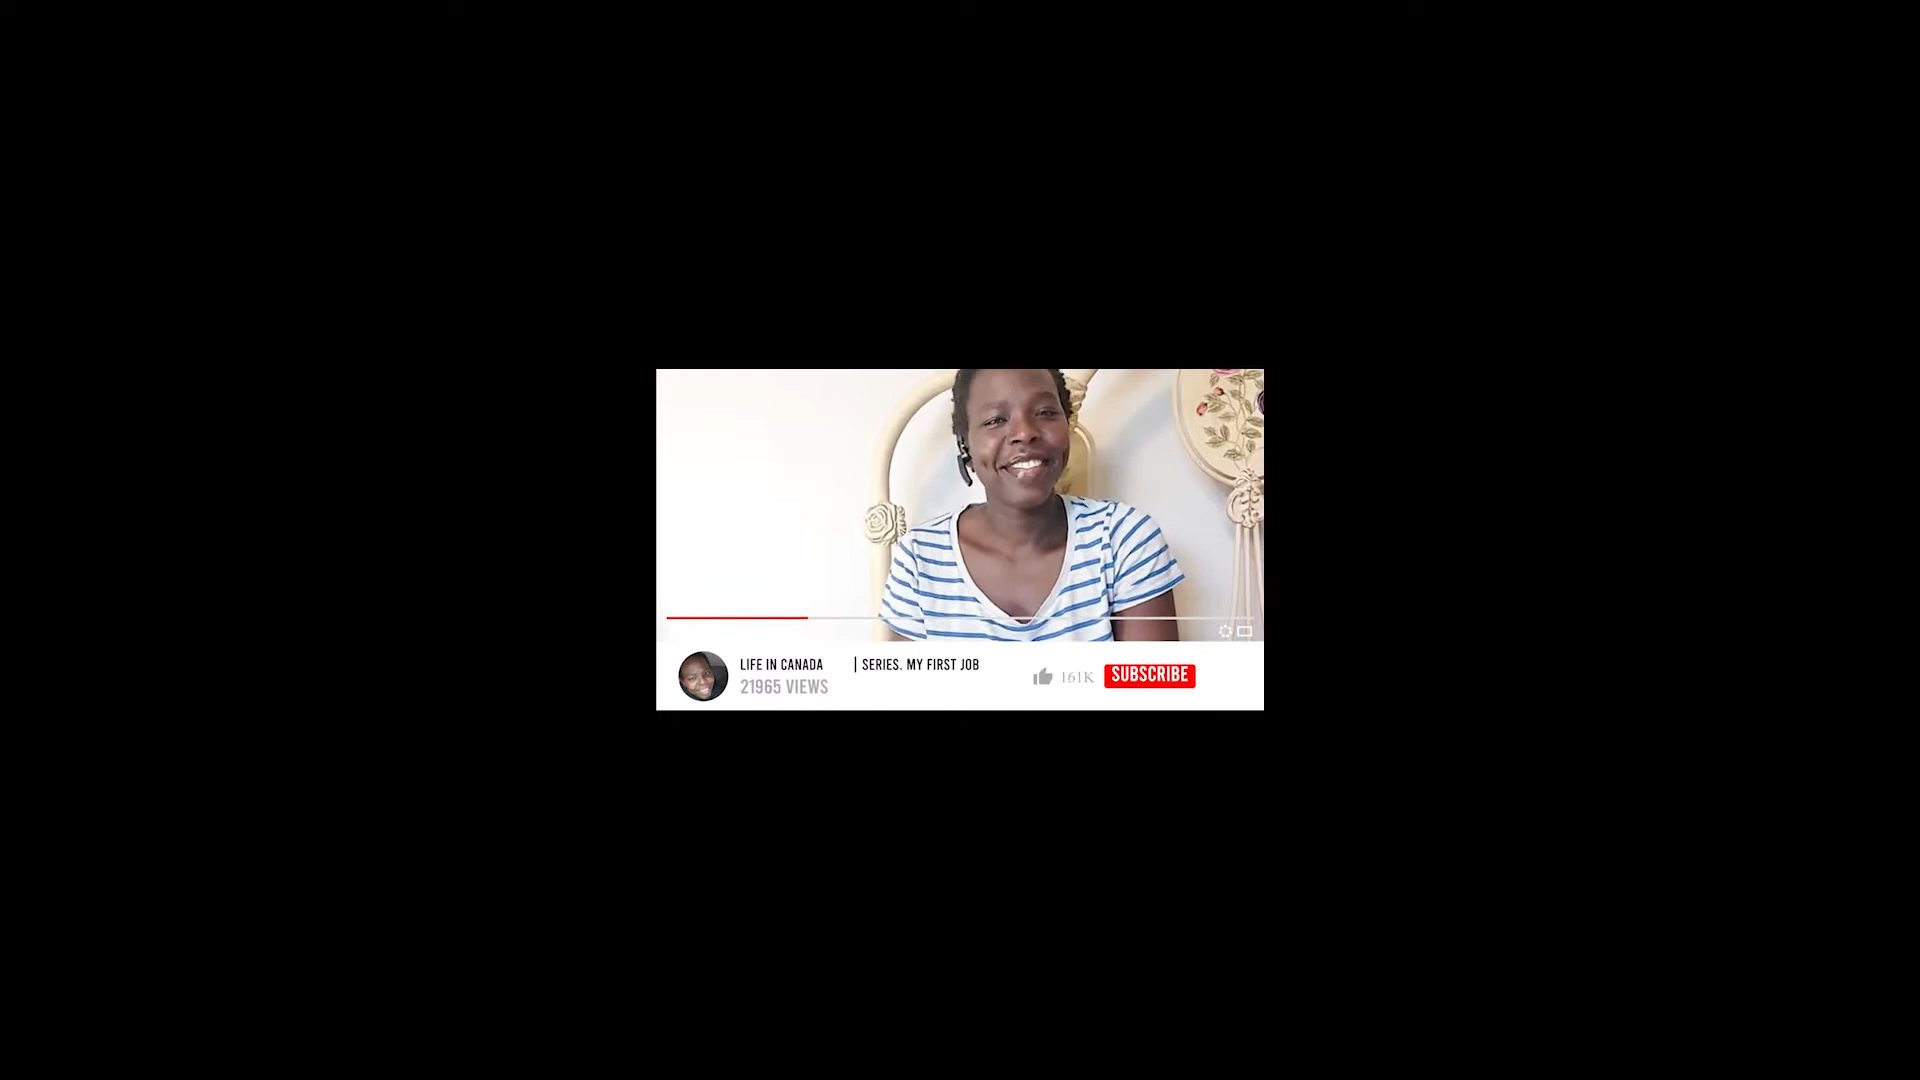 LIFE IN CANADA | SERIES. MY FIRST JOB
21965 VIEWS
161K
SUBSCRIBE